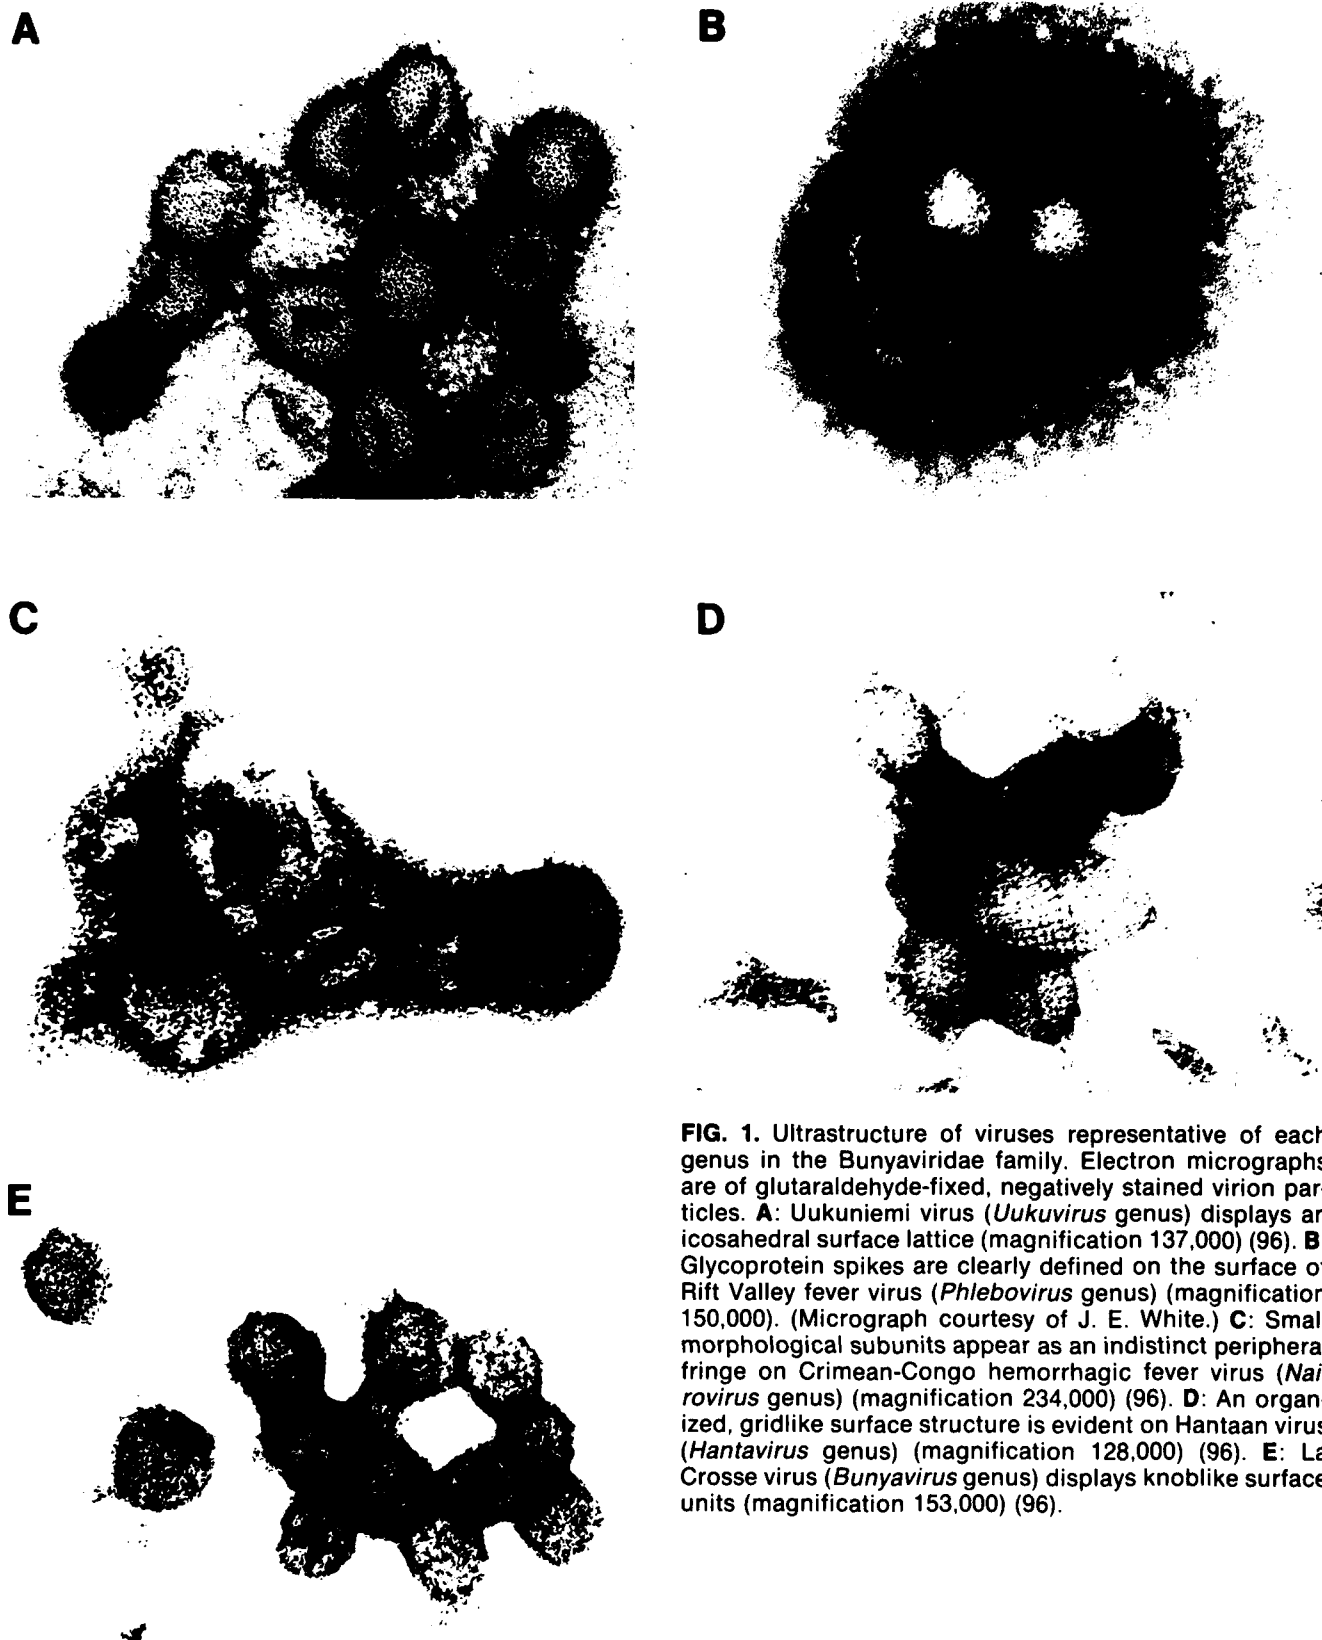 A
B
C
D
E
FIG. 1. Ultrastructure of viruses representative of each
genus in the Bunyaviridae family. Electron micrographs
are of glutaraldehyde-fixed, negatively stained virion par-
ticles. A: Uukuniemi virus (Uukuvirus genus) displays an
icosahedral surface lattice (magnification 137,000) (96). B
Glycoprotein spikes are clearly defined on the surface of
Rift Valley fever virus (Phlebovirus genus) (magnification
150,000). (Micrograph courtesy of J. E. White.) C: Small
morphological subunits appear as an indistinct peripheral
fringe on Crimean-Congo hemorrhagic fever virus (Nai
rovirus genus) (magnification 234,000) (96). D: An organ-
ized, gridlike surface structure is evident on Hantaan virus
(Hantavirus genus) (magnification 128,000) (96). E: La
Crosse virus (Bunyavirus genus) displays knoblike surface
units (magnification 153,000) (96).